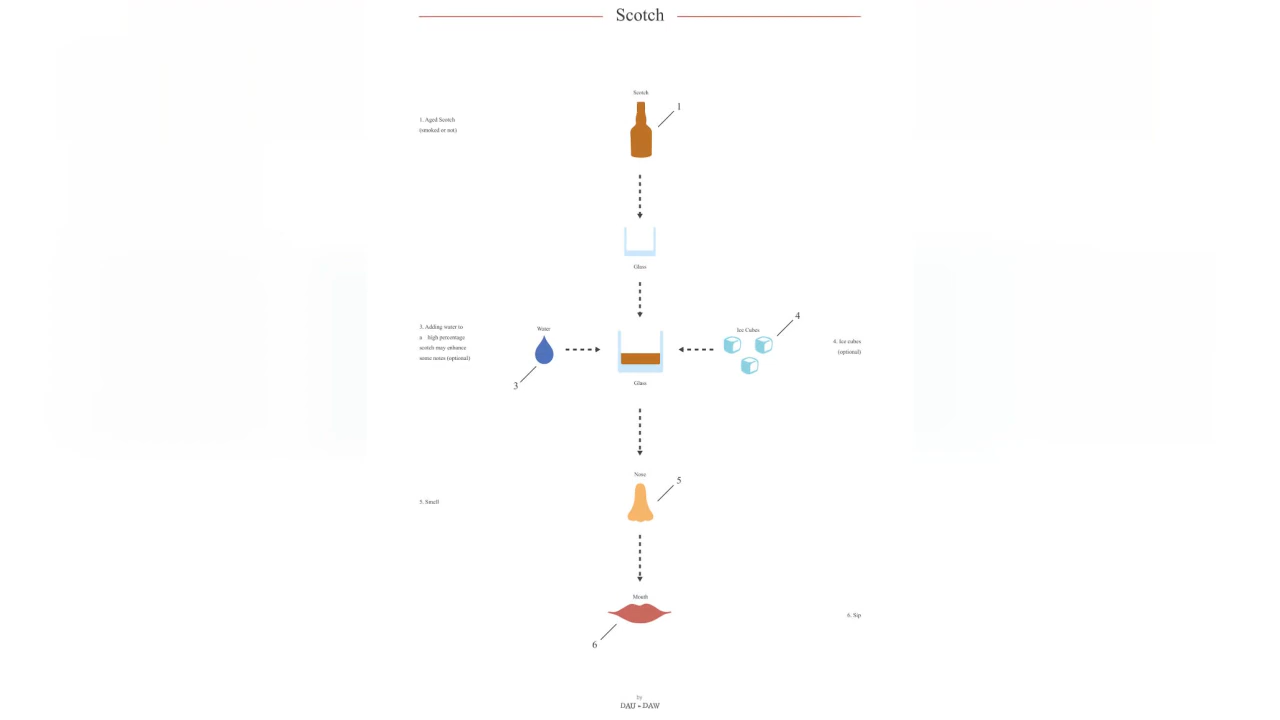 Scotch
Scotch
1
1. Aged Scotch
(smoked or not)
Glass
3. Adding water to
a high percentage
scotch may enhance
some notes (optional)
Water
3
Glass
Ice Cubes
4
4. Ice cubes
(optional)
Nose
5
5. Smell
Mouth
6
6. Sip
by
DAU × DAW